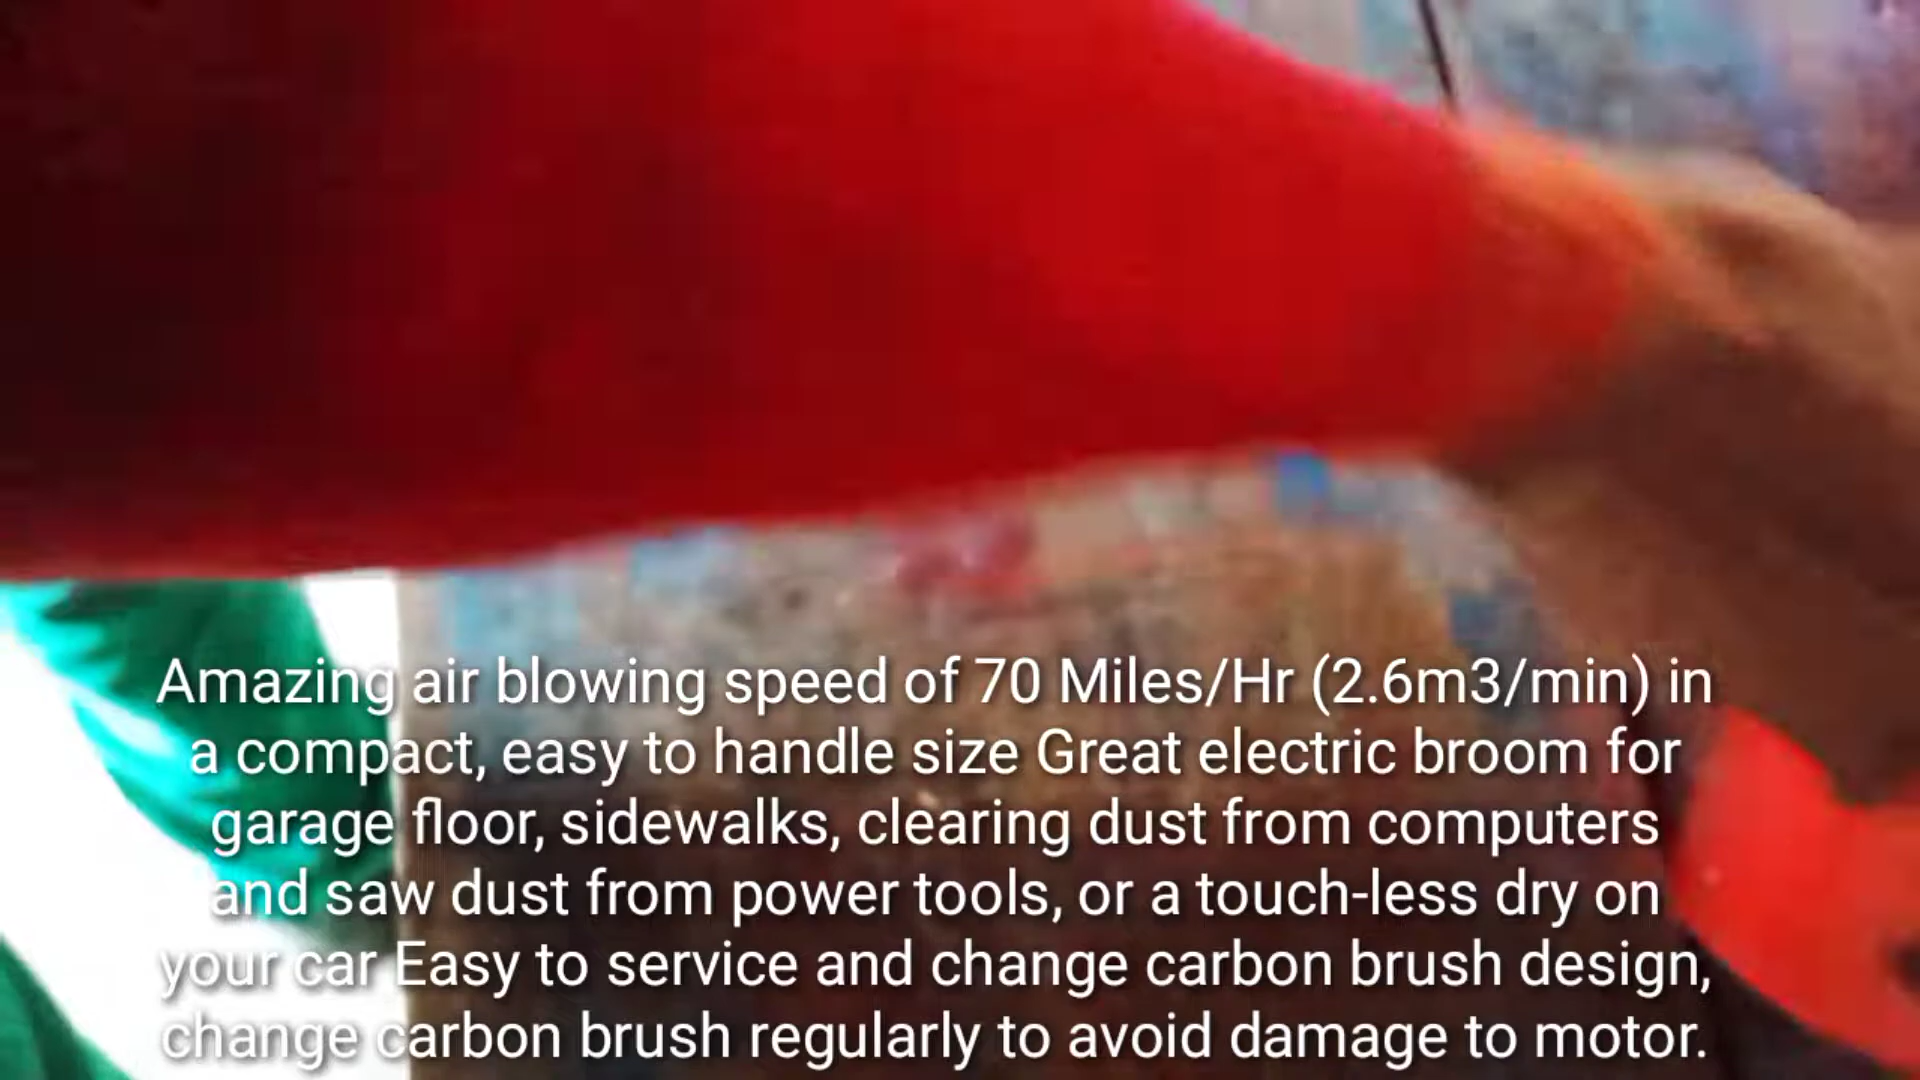 Amazing air blowing speed of 70 Miles/Hr (2.6m3/min) in
a compact, easy to handle size Great electric broom for
garage floor, sidewalks, clearing dust from computers
and saw dust from power tools, or a touch-less dry on
your car Easy to service and change carbon brush design,
change carbon brush regularly to avoid damage to motor.